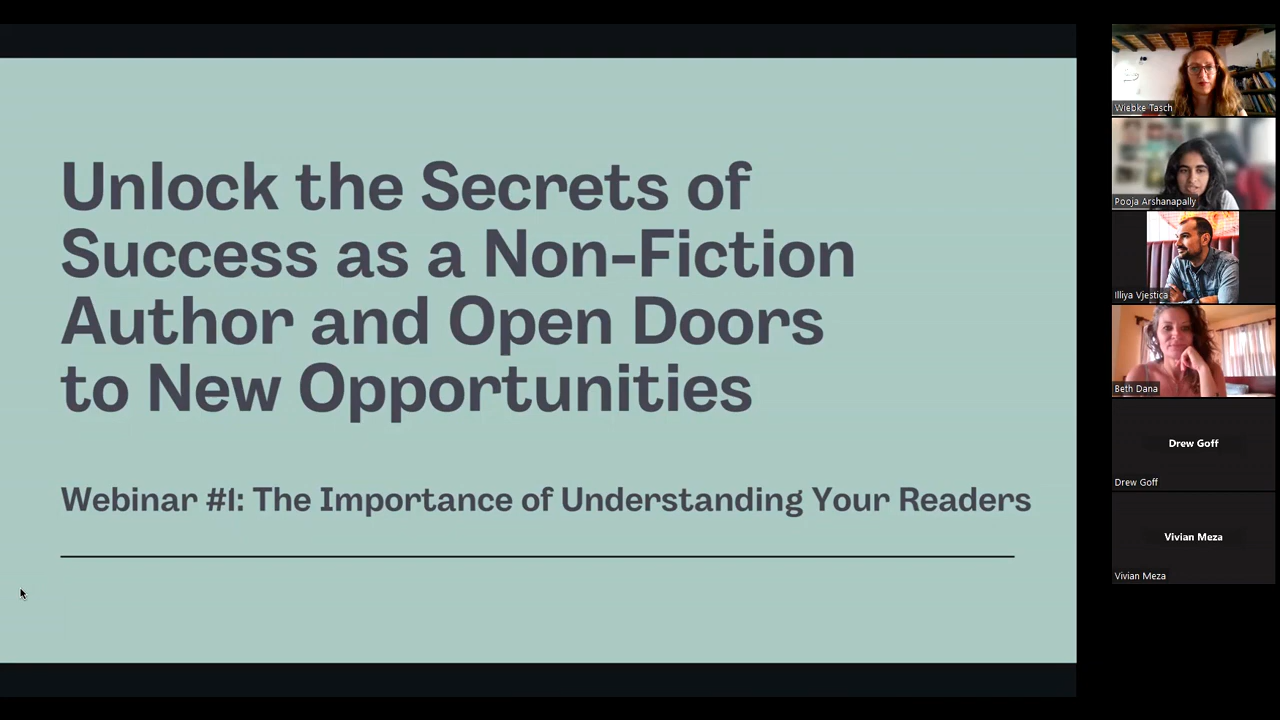 Unlock the Secrets of
Success as a Non-Fiction
Author and Open Doors
to New Opportunities
Webinar #1: The Importance of Understanding Your Readers
Wiebke Tasch
Pooja Arshanapally
Illiya Vjestica
Beth Dana
Drew Goff
Drew Goff
Vivian Meza
Vivian Meza